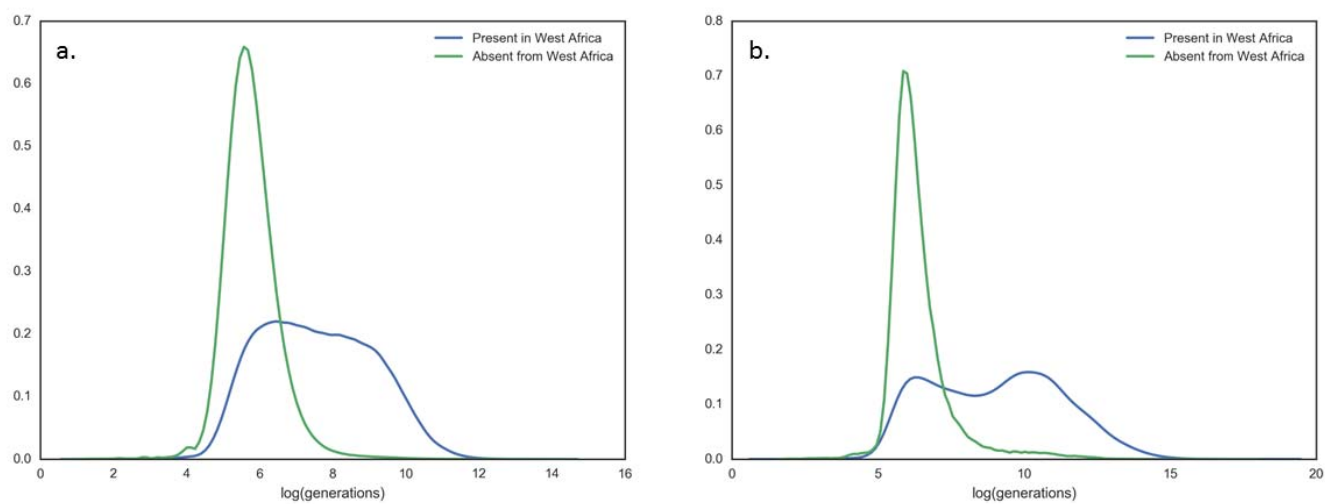 0.7
0.6
0.5
0.4
0.3
0.2
0.1
0.0
a.
Present in West Africa
Absent from West Africa
0 2 4 6 8 10 12 14 16
log(generations)
0.8
0.7
0.6
0.5
0.4
0.3
0.2
0.1
0.0
b.
Present in West Africa
Absent from West Africa
0 5 10 15 20
log(generations)